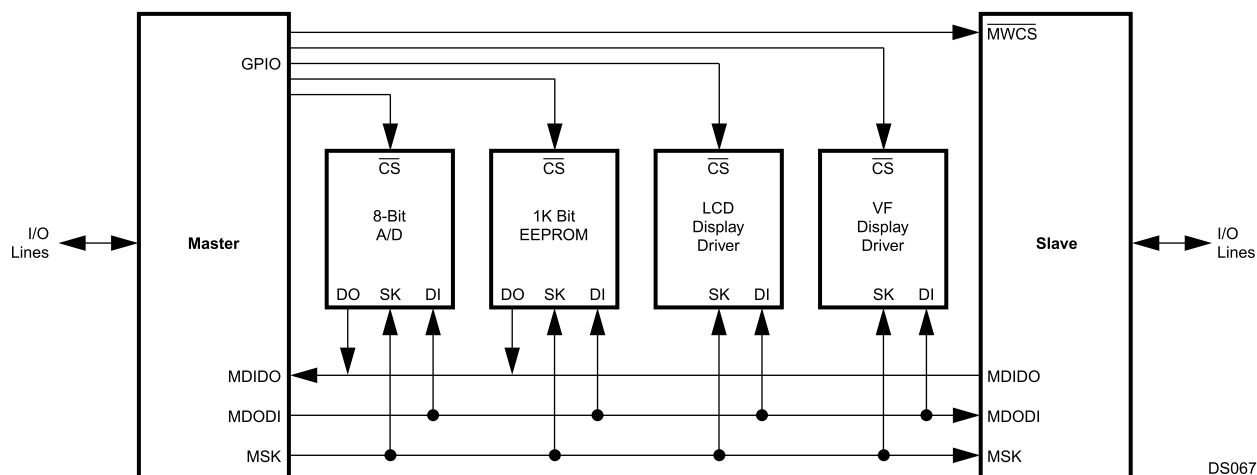 MWCS
GPIO
CS
CS
CS
CS
8-Bit
A/D
1K Bit
EEPROM
LCD
Display
Driver
VF
Display
Driver
I/O
Lines
Master
Slave
I/O
Lines
DO SK DI
DO SK DI
SK DI
SK DI
MDIDO
MDIDO
MDODI
MDODI
MSK
MSK
DS067